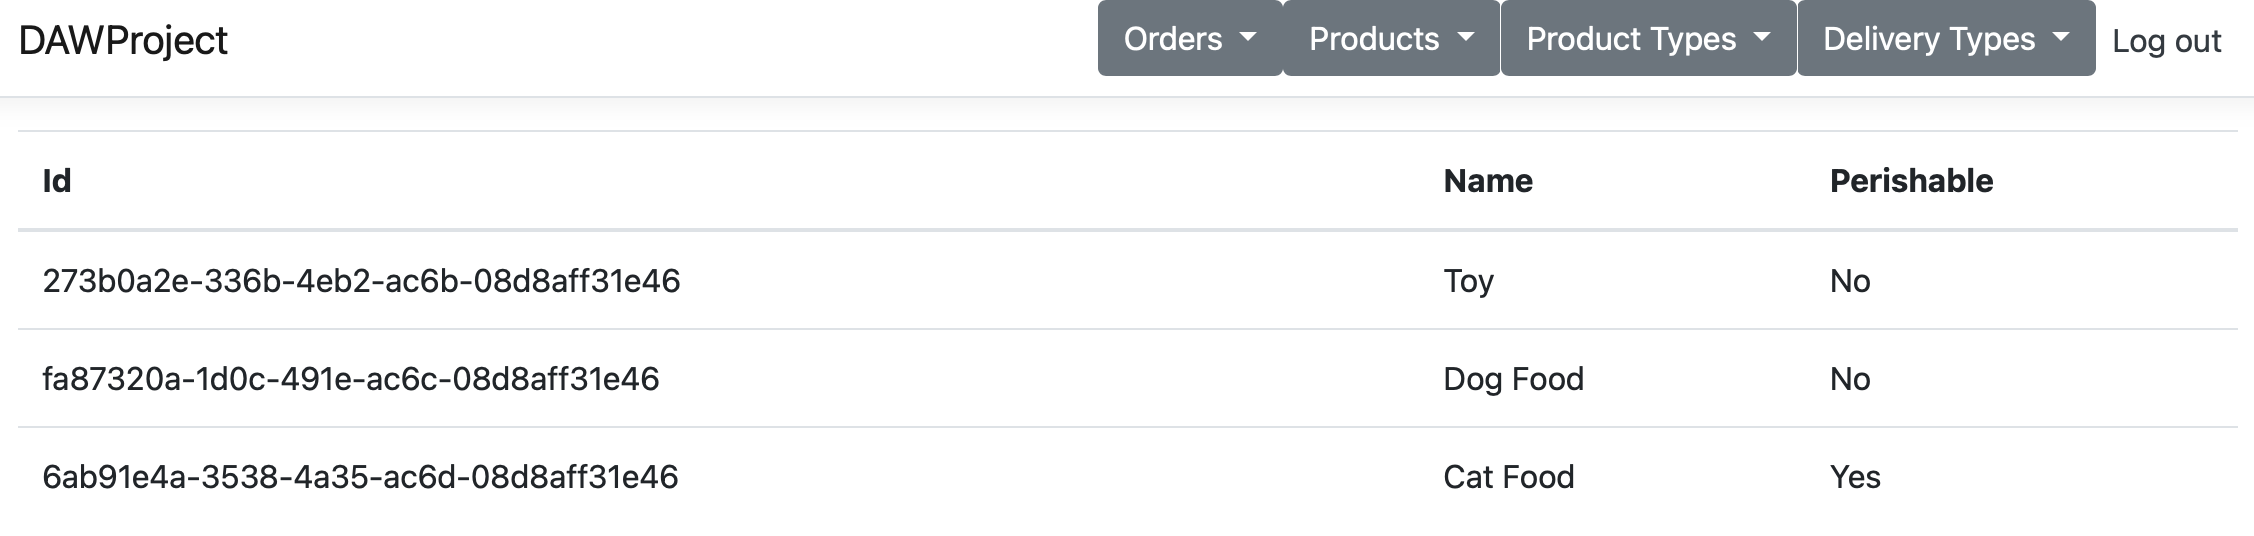 DAWProject Orders Products Product Types Delivery Types Log out
Id Name Perishable
273b0a2e-336b-4eb2-ac6b-08d8aff31e46 Toy No
fa87320a-1d0c-491e-ac6c-08d8aff31e46 Dog Food No
6ab91e4a-3538-4a35-ac6d-08d8aff31e46 Cat Food Yes